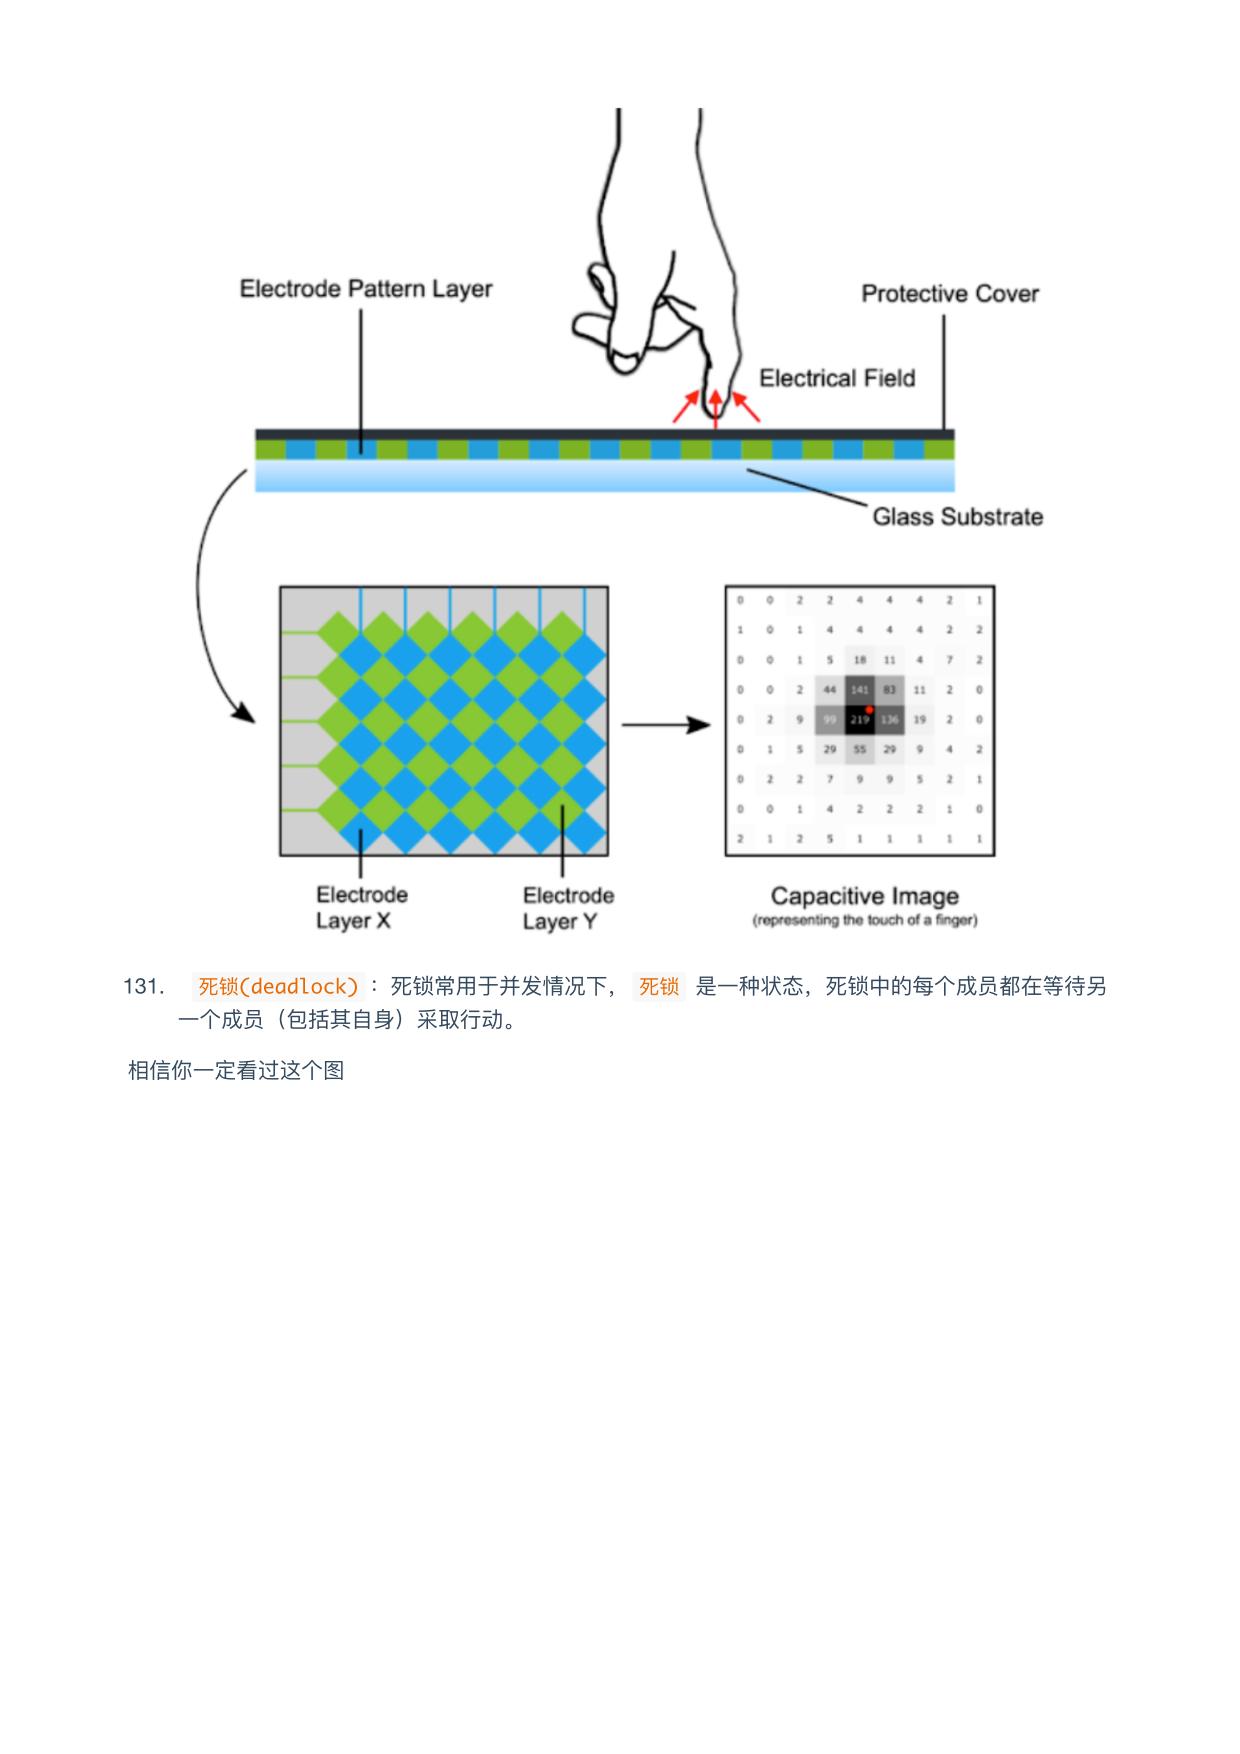 Electrode Pattern Layer
Protective Cover
Electrical Field
Glass Substrate
0 0 2 2 4 4 4 2 1
1 0 1 4 4 4 4 2 2
0 0 1 5 18 11 4 7 2
0 0 2 44 141 83 11 2 0
0 2 9 99 219 136 19 2 0
0 1 5 29 55 29 9 4 2
0 2 2 7 9 9 5 2 1
0 0 1 4 2 2 2 1 0
2 1 2 5 1 1 1 1 1
Electrode
Layer X
Electrode
Layer Y
Capacitive Image
(representing the touch of a finger)
131. 死锁(deadlock)：死锁常用于并发情况下，死锁 是一种状态，死锁中的每个成员都在等待另
一个成员（包括其自身）采取行动。
相信你一定看过这个图